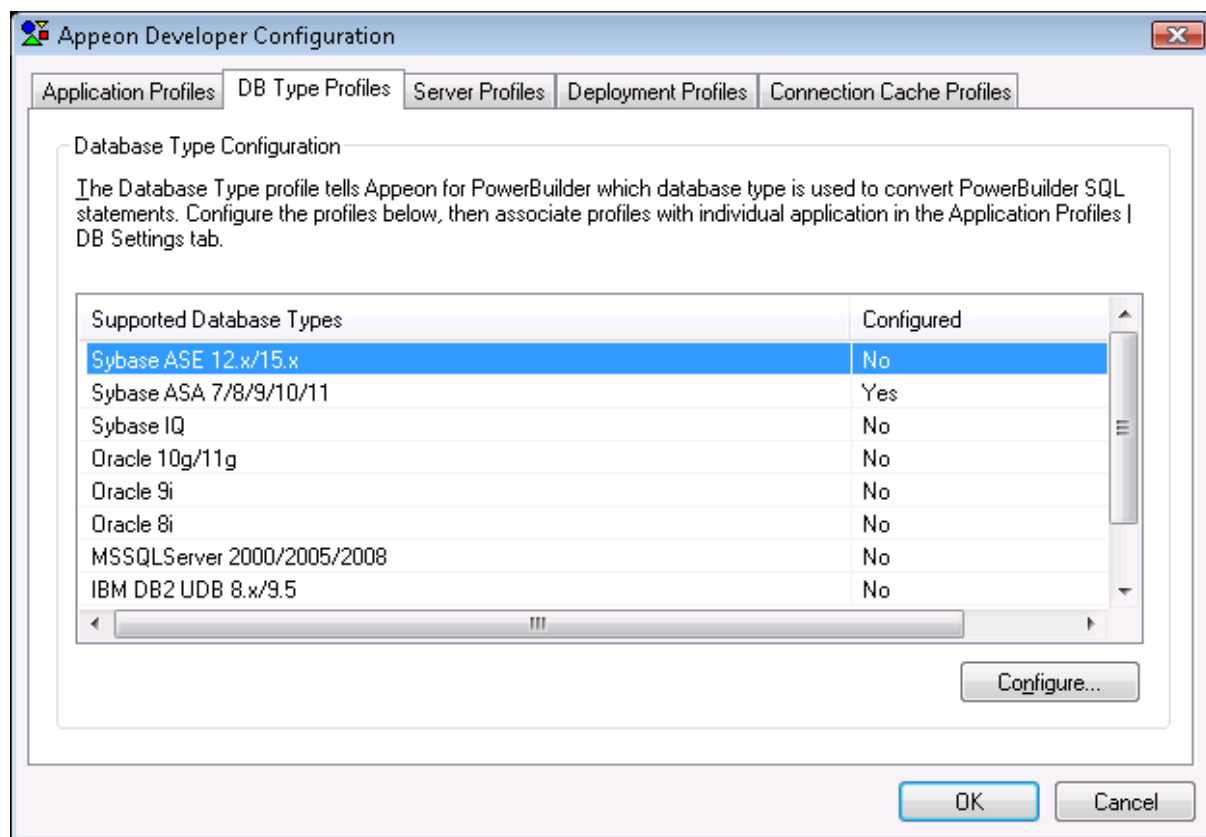 Appeon Developer Configuration
Application Profiles DB Type Profiles Server Profiles Deployment Profiles Connection Cache Profiles
Database Type Configuration
The Database Type profile tells Appeon for PowerBuilder which database type is used to convert PowerBuilder SQL
statements. Configure the profiles below, then associate profiles with individual application in the Application Profiles |
DB Settings tab.
Supported Database Types Configured
Sybase ASE 12.x/15.x No
Sybase ASA 7/8/9/10/11 Yes
Sybase IQ No
Oracle 10g/11g No
Oracle 9i No
Oracle 8i No
MSSQLServer 2000/2005/2008 No
IBM DB2 UDB 8.x/9.5 No
Configure...
OK Cancel